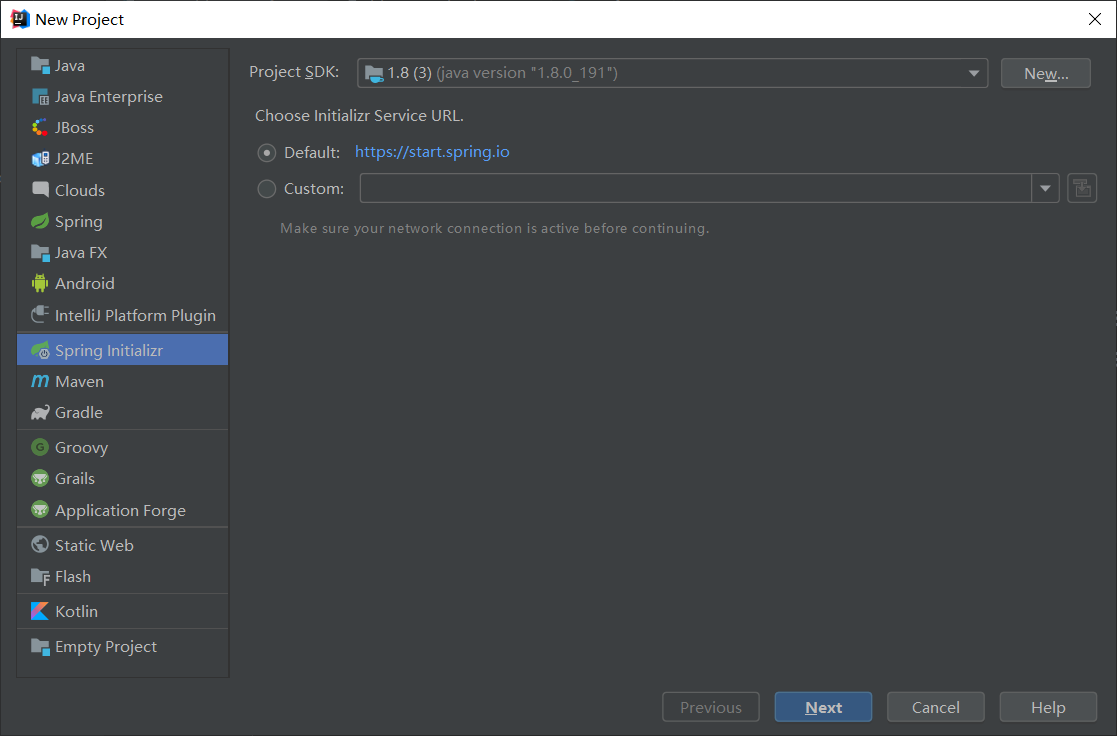 New Project
Java
Java Enterprise
JBoss
J2ME
Clouds
Spring
Java FX
Android
IntelliJ Platform Plugin
Spring Initializr
Maven
Gradle
Groovy
Grails
Application Forge
Static Web
Flash
Kotlin
Empty Project
Project SDK: 1.8 (3) (java version "1.8.0_191") New...
Choose Initializr Service URL.
Default: https://start.spring.io
Custom:
Make sure your network connection is active before continuing.
Previous Next Cancel Help